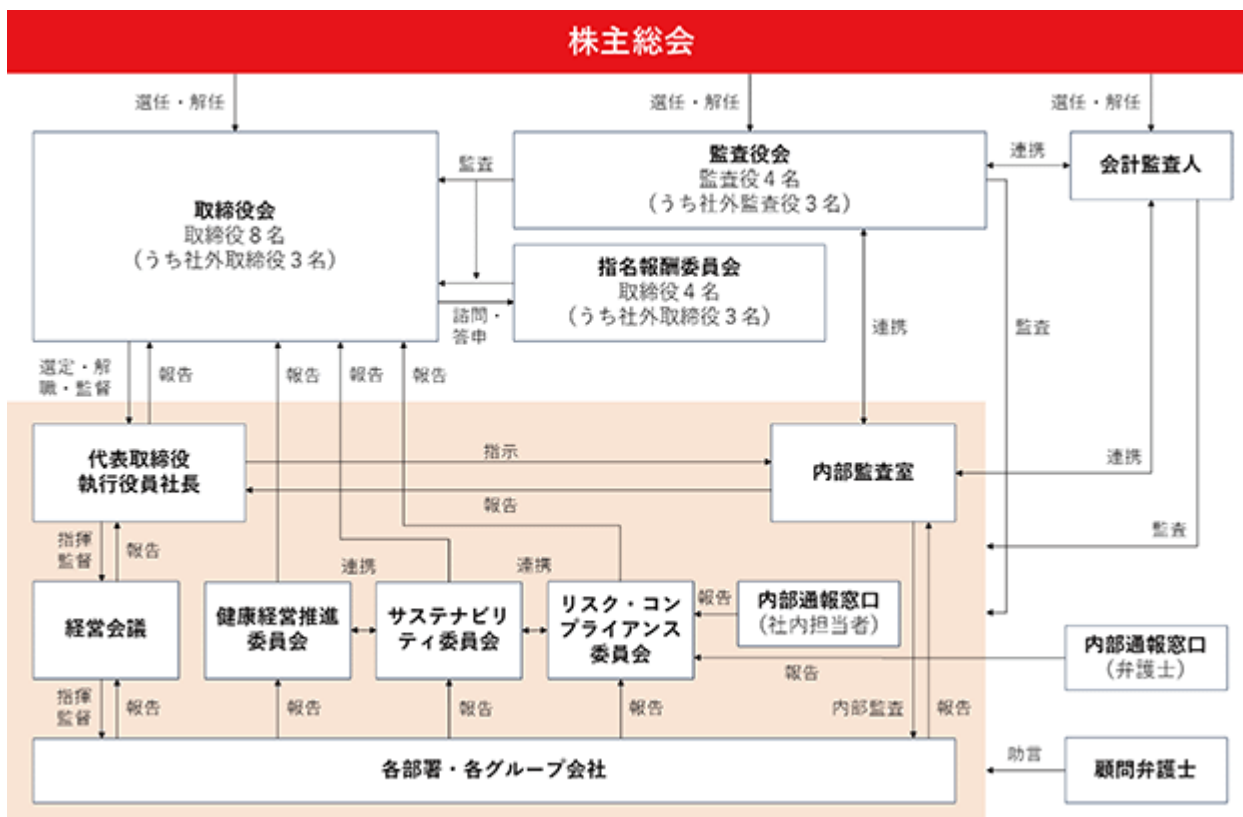 株主総会
選任・解任
選任・解任
選任・解任
取締役会
取締役8名
(うち社外取締役3名)
監査
監査役会
監査役4名
(うち社外監査役3名)
連携
会計監査人
指名報酬委員会
取締役4名
(うち社外取締役3名)
諮問・
答申
連携
監査
選定・解
職・監督
報告
報告
報告
報告
代表取締役
執行役員社長
指示
報告
内部監査室
連携
監査
指揮
監督
報告
連携
連携
経営会議
健康経営推進
委員会
サステナビリ
ティ委員会
リスク・コン
プライアンス
委員会
報告
内部通報窓口
(社内担当者)
報告
内部通報窓口
(弁護士)
指揮
監督
報告
報告
報告
報告
内部監査
報告
各部署・各グループ会社
助言
顧問弁護士